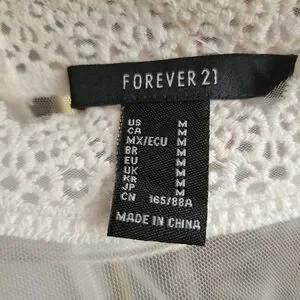 FOREVER 21
US M
CA M
MX/ECU M
BR M
EU M
UK M
KR M
JP M
CN 165/88A
MADE IN CHINA